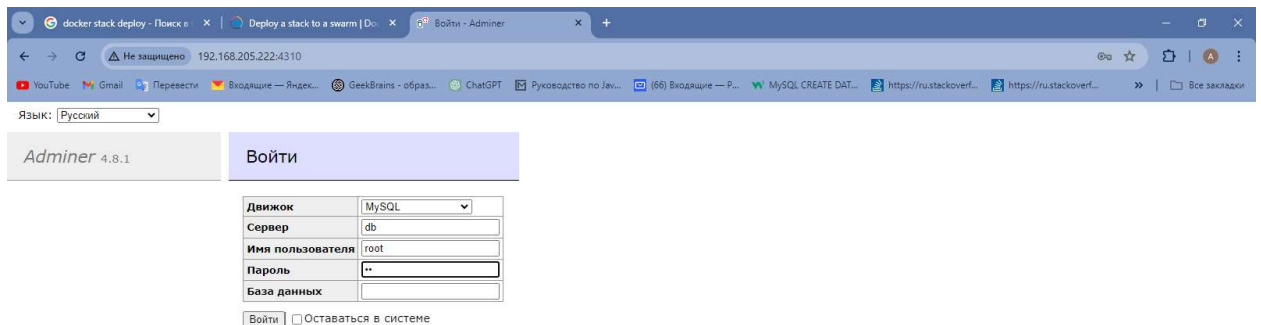 docker stack deploy - Поиск в
Deploy a stack to a swarm | Do
Войти - Adminer
Не защищено 192.168.205.222:4310
YouTube Gmail Перевести Входящие — Яндек... GeekBrains - образ... ChatGPT Руководство по Jav... (66) Входящие — Р... MySQL CREATE DAT... https://ru.stackoverf... https://ru.stackoverf... » Все закладки
Язык: Русский
Adminer 4.8.1
Войти
Движок MySQL
Сервер db
Имя пользователя root
Пароль ••
База данных
Войти Оставаться в системе